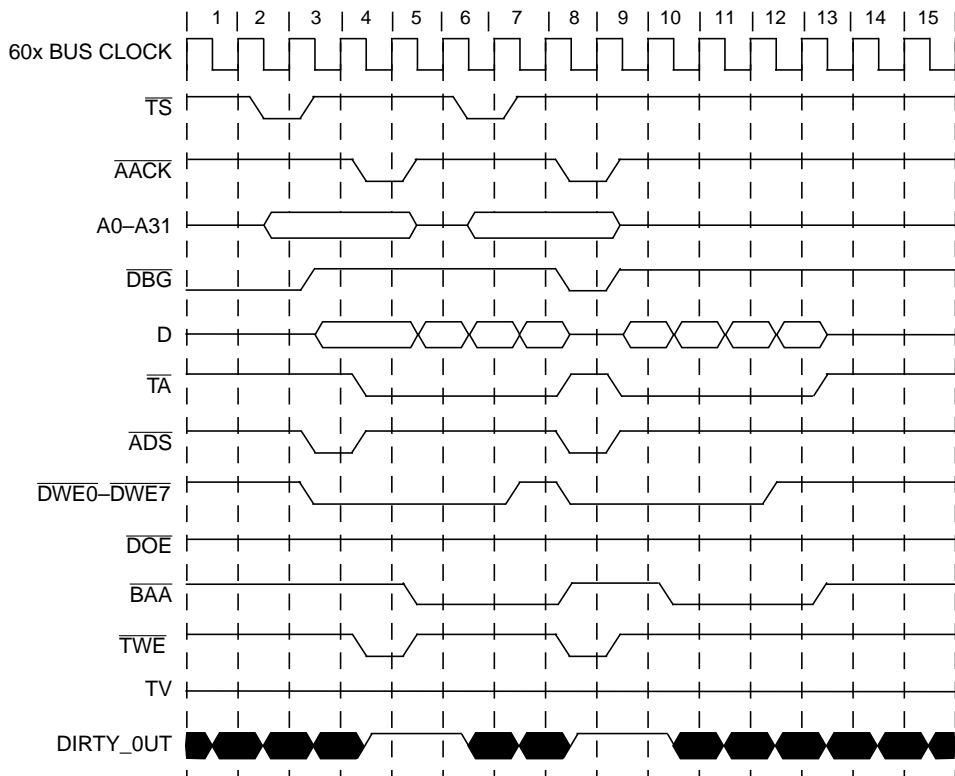 1 2 3 4 5 6 7 8 9 10 11 12 13 14 15
60x BUS CLOCK
TS
AACK
A0–A31
DBG
D
TA
ADS
DWE0–DWE7
DOE
BAA
TWE
TV
DIRTY_0UT